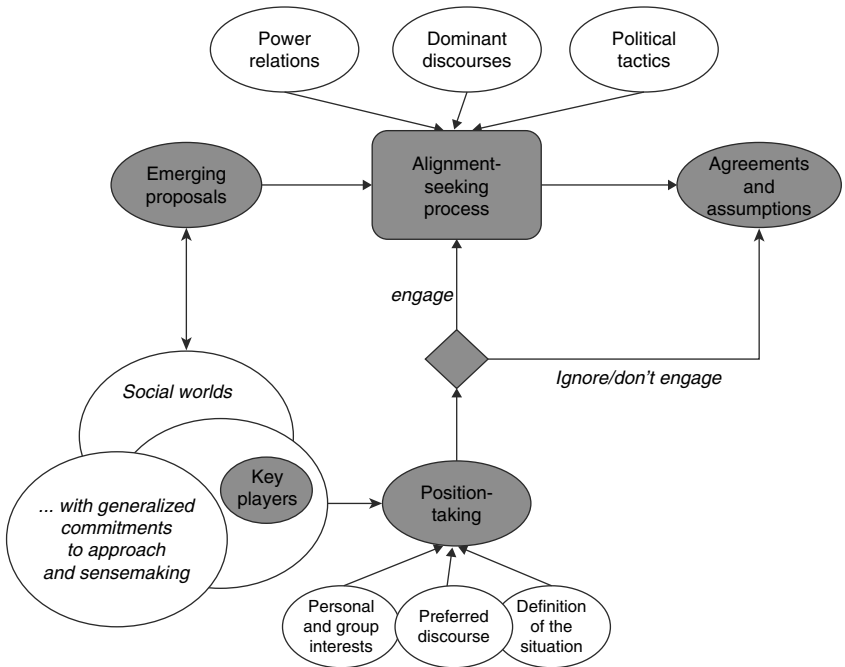 Power
relations
Dominant
discourses
Political
tactics
Emerging
proposals
Alignment-
seeking
process
Agreements
and
assumptions
engage
Ignore/don't engage
Social worlds
Key
players
... with generalized
commitments
to approach
and sensemaking
Position-
taking
Personal
and group
interests
Preferred
discourse
Definition
of the
situation